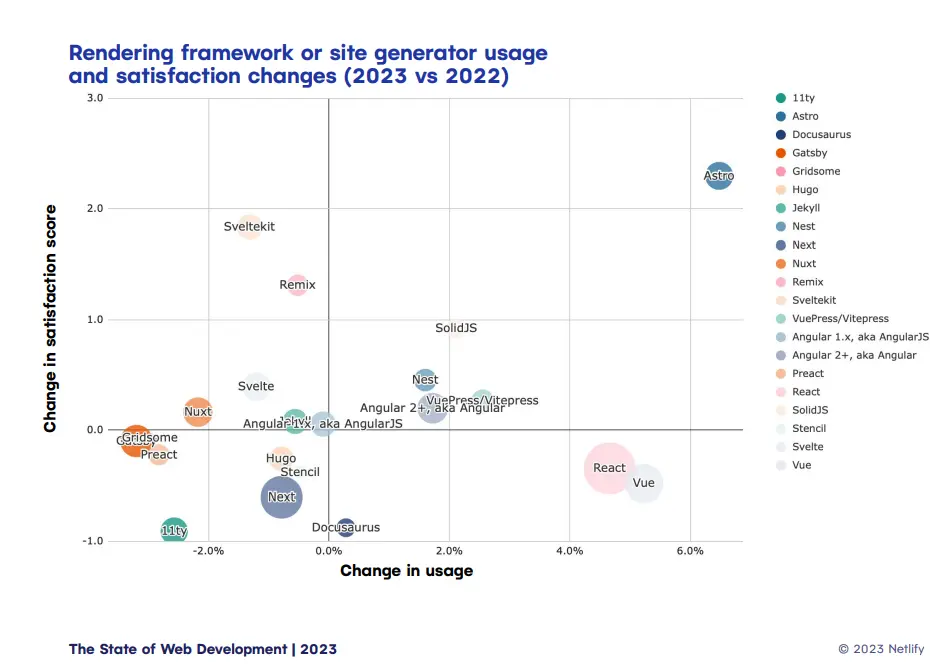 Rendering framework or site generator usage
and satisfaction changes (2023 vs 2022)
3.0
2.0
1.0
0.0
-1.0
Change in satisfaction score
Astro
Sveltekit
Remix
SolidJS
Nest
Svelte
VuePress/Vitepress
Angular 2+, aka Angular
Nuxt
Jekyll
Angular 1.x, aka AngularJS
Gridsome
Gatsby
Preact
Hugo
Stencil
React
Vue
Next
Docusaurus
11ty
-2.0%
0.0%
2.0%
4.0%
6.0%
Change in usage
11ty
Astro
Docusaurus
Gatsby
Gridsome
Hugo
Jekyll
Nest
Next
Nuxt
Remix
Sveltekit
VuePress/Vitepress
Angular 1.x, aka AngularJS
Angular 2+, aka Angular
Preact
React
SolidJS
Stencil
Svelte
Vue
The State of Web Development | 2023
© 2023 Netlify